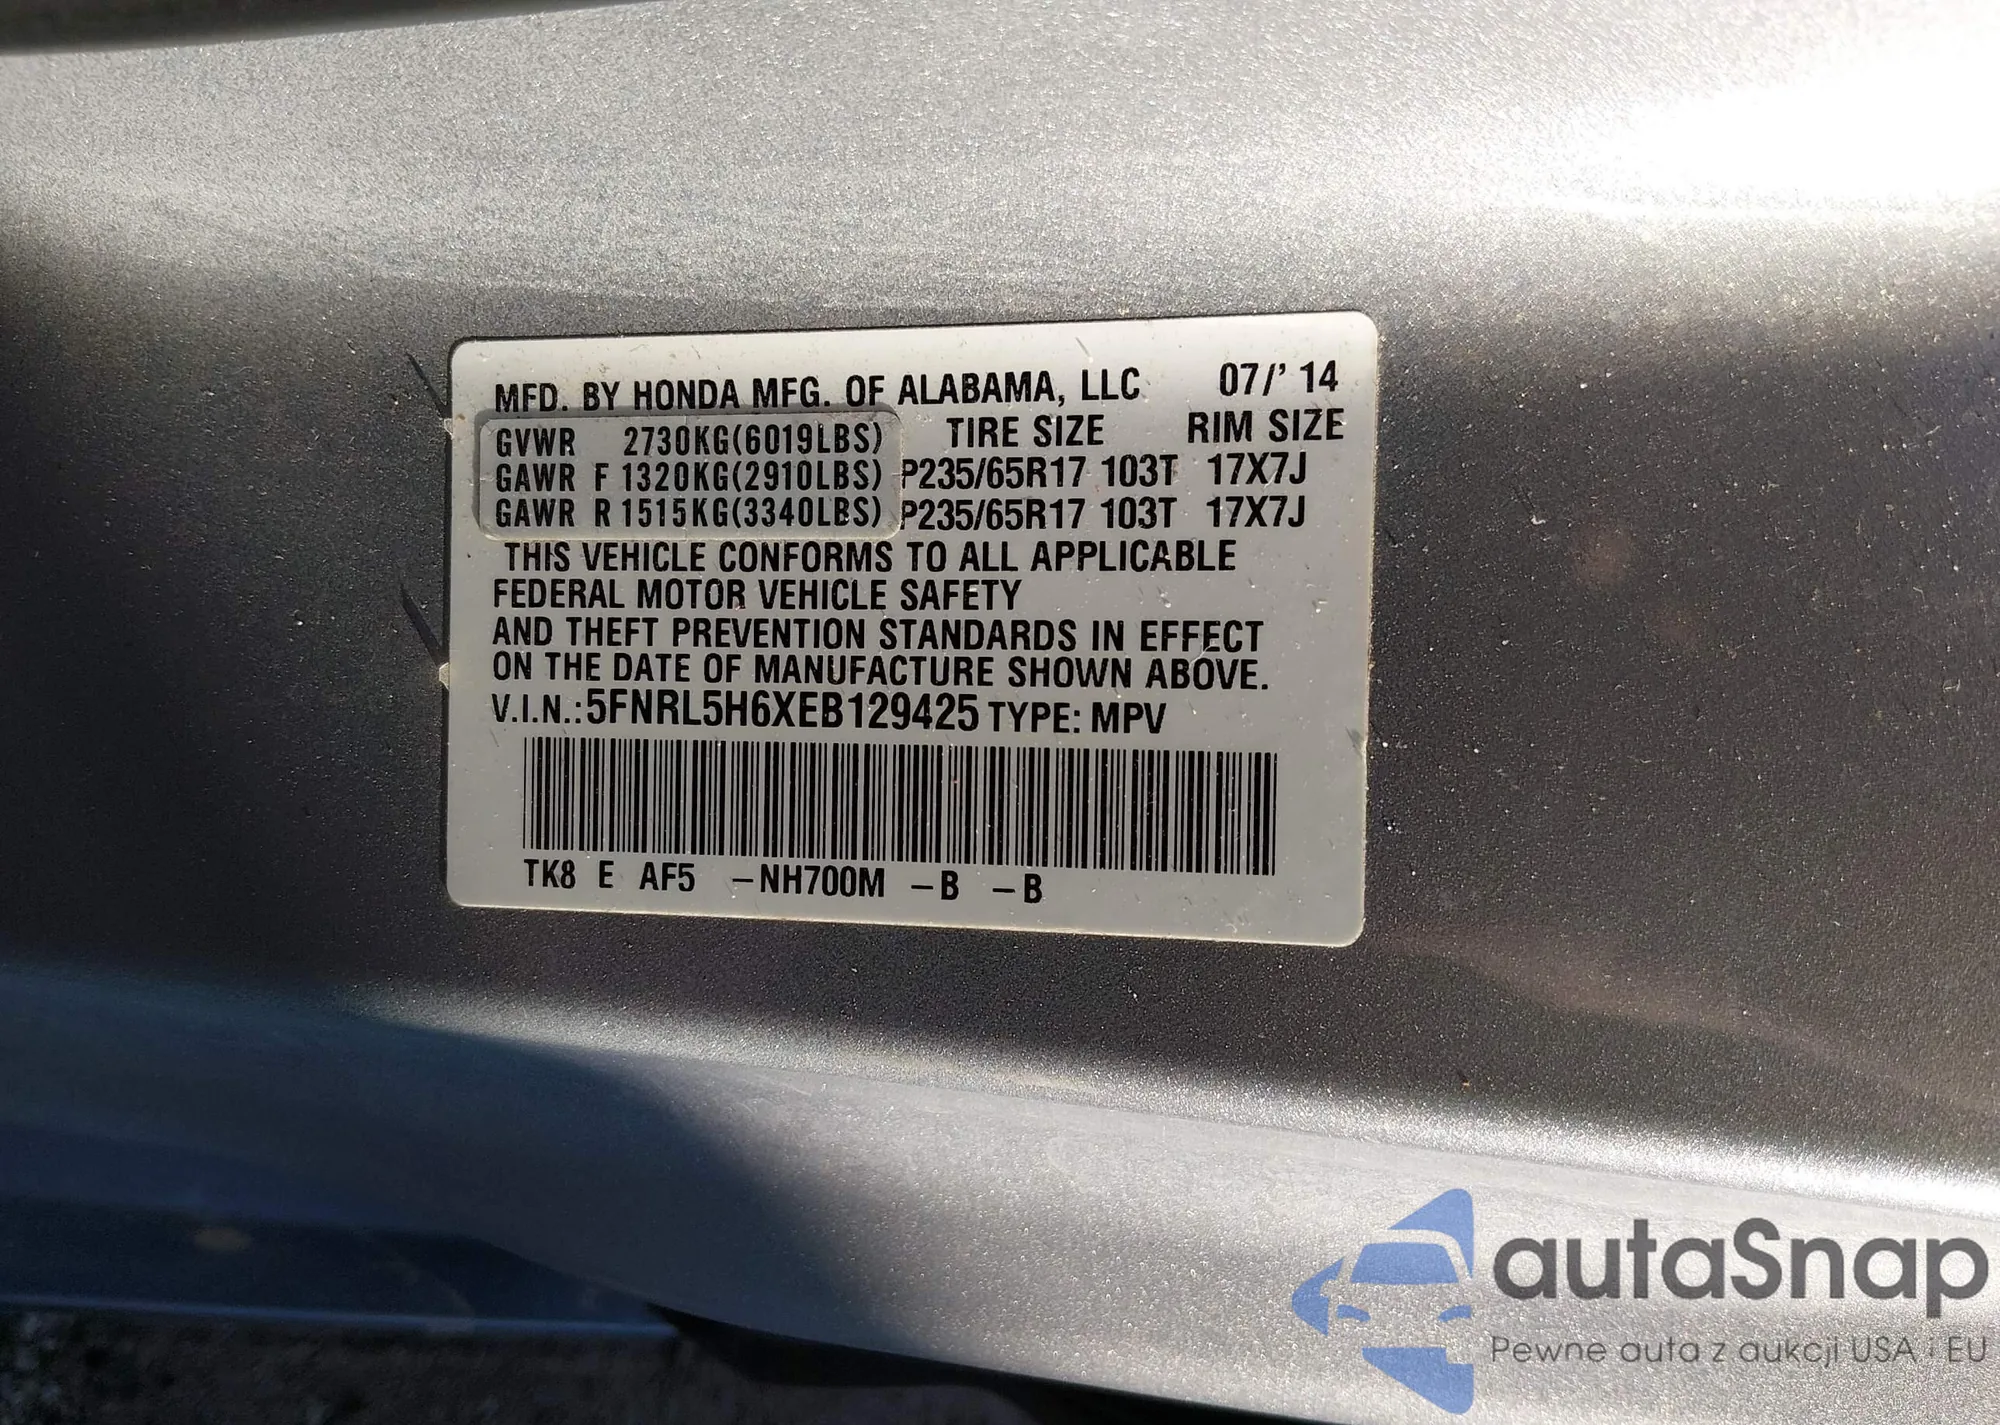 MFD. BY HONDA MFG. OF ALABAMA, LLC 07/' 14
GVWR 2730KG(6019LBS) TIRE SIZE RIM SIZE
GAWR F 1320KG(2910LBS) P235/65R17 103T 17X7J
GAWR R 1515KG(3340LBS) P235/65R17 103T 17X7J
THIS VEHICLE CONFORMS TO ALL APPLICABLE
FEDERAL MOTOR VEHICLE SAFETY
AND THEFT PREVENTION STANDARDS IN EFFECT
ON THE DATE OF MANUFACTURE SHOWN ABOVE.
V.I.N.: 5FNRL5H6XEB129425 TYPE: MPV
TK8 E AF5 -NH700M -B -B
autaSnap
Pewne auta z aukcji USA i EU